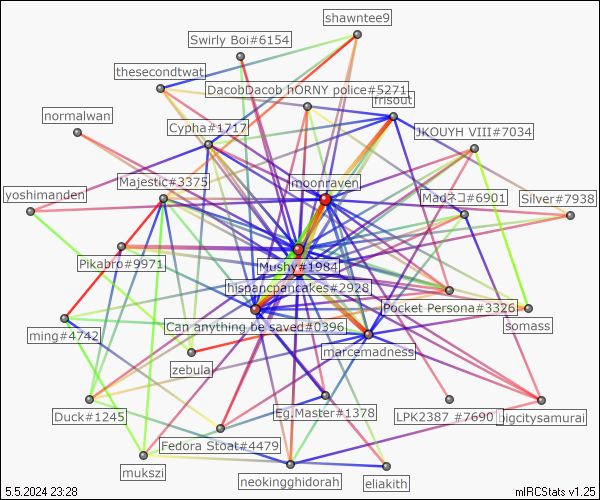 shawntee9
Swirly Boi#6154
thesecondtwat
DacobDacob hORNY police#5271
frisout
normalwan
Cypha#1717
JKOUYH VIII#7034
Majestic#3375
moonraven
yoshimanden
Madネコ#6901
Silver#7938
Pikabro#9971
Mushy#1984
hispancpancakes#2928
Pocket Persona#3326
somass
ming#4742
Can anything be saved#0396
marcemadness
zebula
Duck#1245
Eg.Master#1378
LPK2387 #7690
bigcitysamurai
Fedora Stoat#4479
mukszi
neokingghidorah
eliakith
5.5.2024 23:28
mIRCStats v1.25